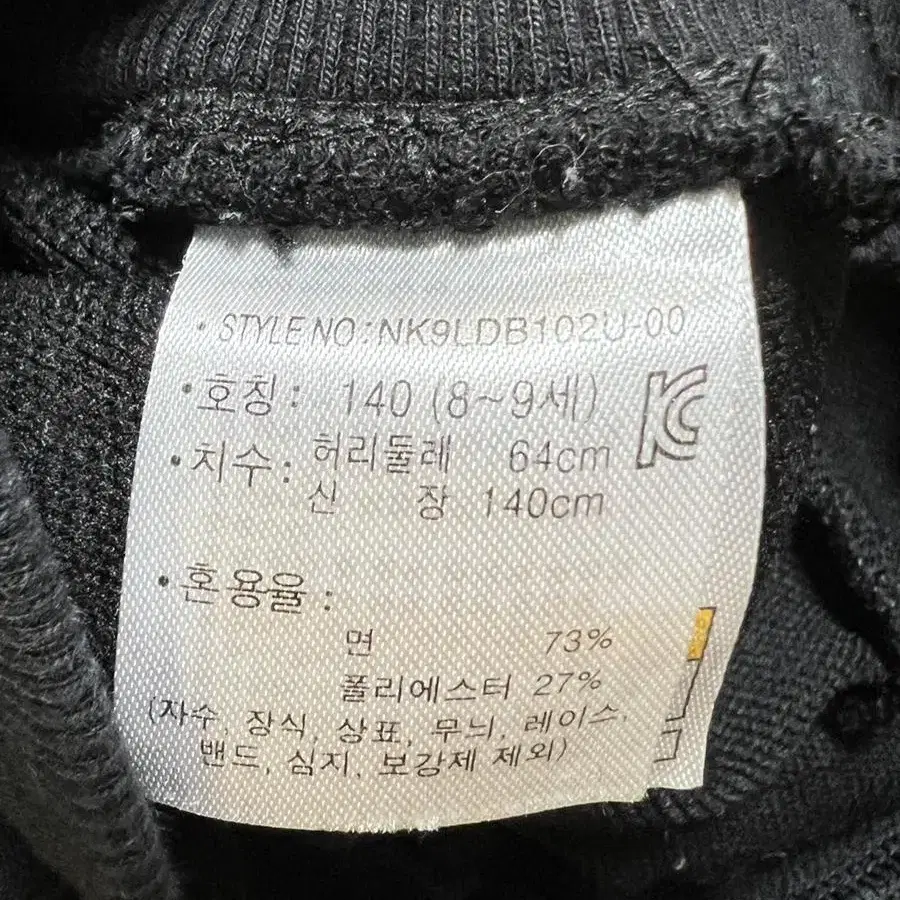 · STYLE NO : NK9LDB102U-00
· 호칭 : 140 (8~9세)
KC
· 치수 : 허리둘레 64cm
신 장 140cm
· 혼용율 :
면 73%
폴리에스터 27%
(자수, 장식, 상표, 무늬, 레이스,
밴드, 심지, 보강제 제외)